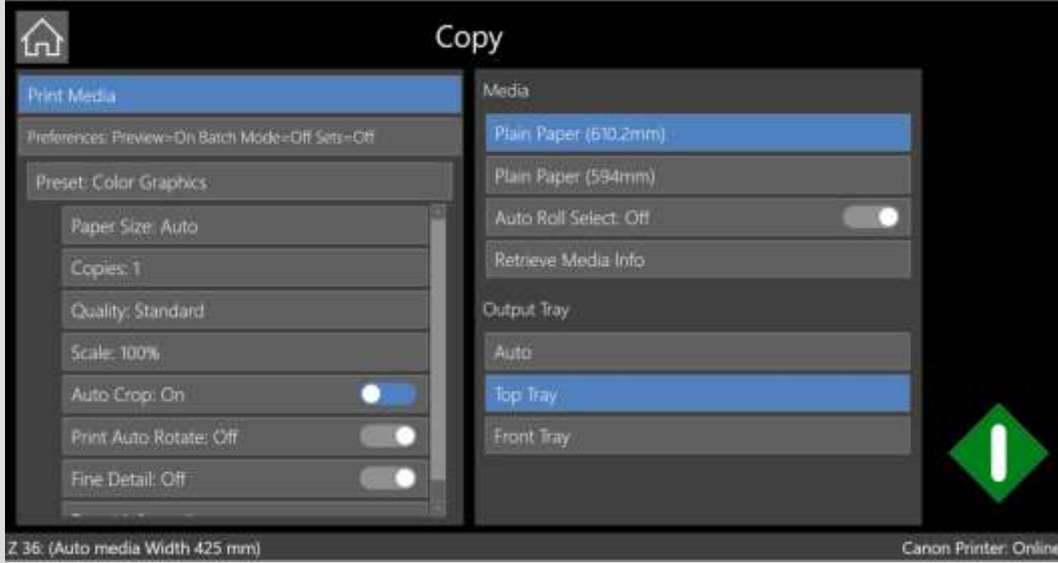 Copy
Print Media
Preferences: Preview=On Batch Mode=Off Sets=Off
Preset: Color Graphics
Paper Size: Auto
Copies: 1
Quality: Standard
Scale: 100%
Auto Crop: On
Print Auto Rotate: Off
Fine Detail: Off
Media
Plain Paper (610.2mm)
Plain Paper (594mm)
Auto Roll Select: Off
Retrieve Media Info
Output Tray
Auto
Top Tray
Front Tray
Z 36: (Auto media Width 425 mm)
Canon Printer: Online